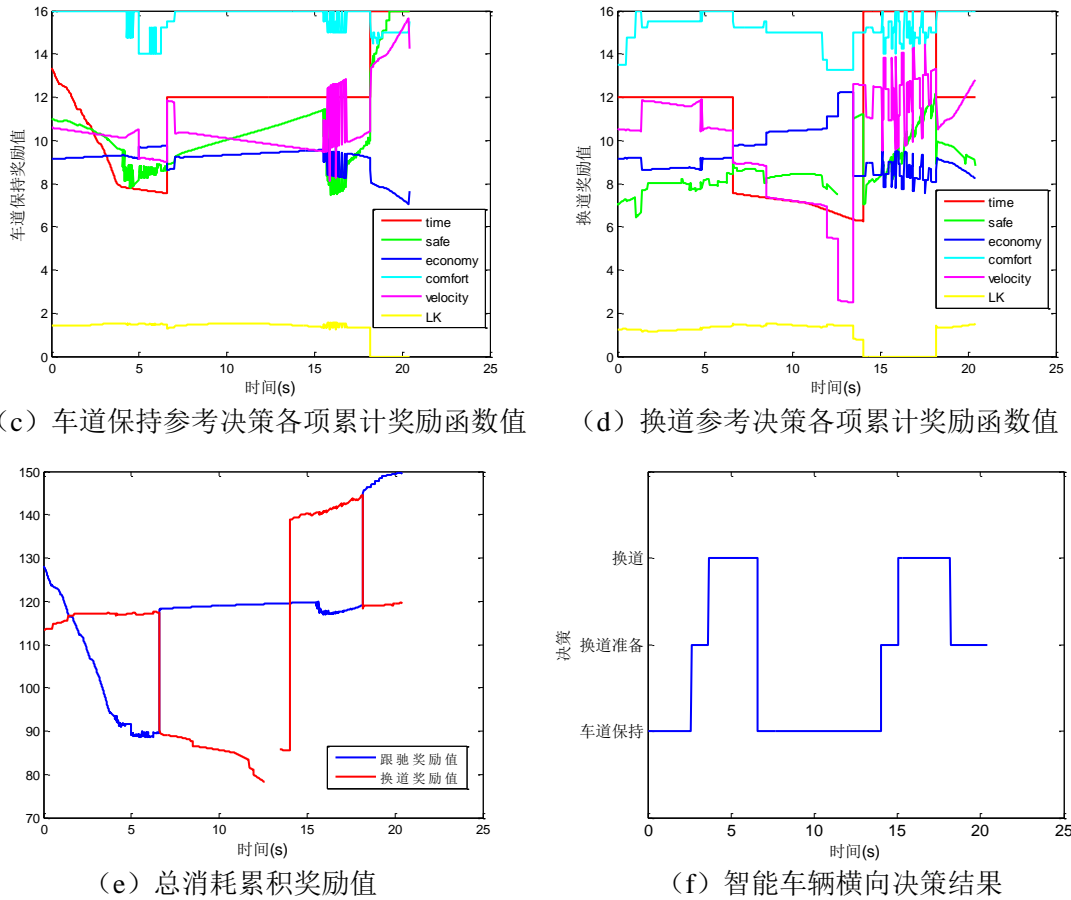 16
14
12
10
8
6
4
2
0
车道保持奖励值
time
safe
economy
comfort
velocity
LK
0 5 10 15 20 25
时间(s)
16
14
12
10
8
6
4
2
0
换道奖励值
time
safe
economy
comfort
velocity
LK
0 5 10 15 20 25
时间(s)
（c）车道保持参考决策各项累计奖励函数值
（d）换道参考决策各项累计奖励函数值
150
140
130
120
110
100
90
80
70
跟驰奖励值
换道奖励值
0 5 10 15 20 25
时间(s)
决策
换道
换道准备
车道保持
0 5 10 15 20 25
时间(s)
（e）总消耗累积奖励值
（f）智能车辆横向决策结果